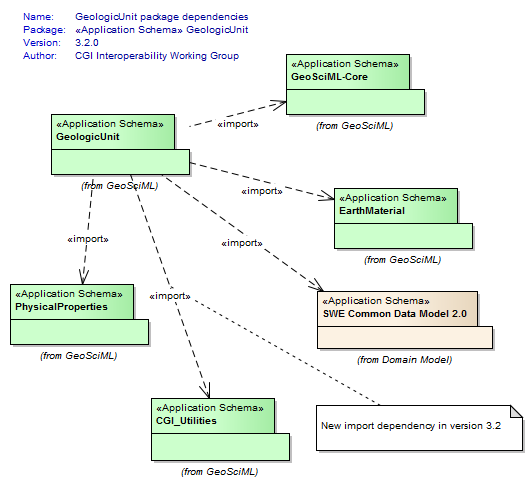 Name: GeologicUnit package dependencies
Package: «Application Schema» GeologicUnit
Version: 3.2.0
Author: CGI Interoperability Working Group
«Application Schema»
GeoSciML-Core
(from GeoSciML)
«Application Schema»
GeologicUnit
(from GeoSciML)
«import»
«import»
«Application Schema»
EarthMaterial
(from GeoSciML)
«import»
«import»
«Application Schema»
PhysicalProperties
(from GeoSciML)
«import»
«Application Schema»
SWE Common Data Model 2.0
(from Domain Model)
«Application Schema»
CGI_Utilities
(from GeoSciML)
New import dependency in version 3.2